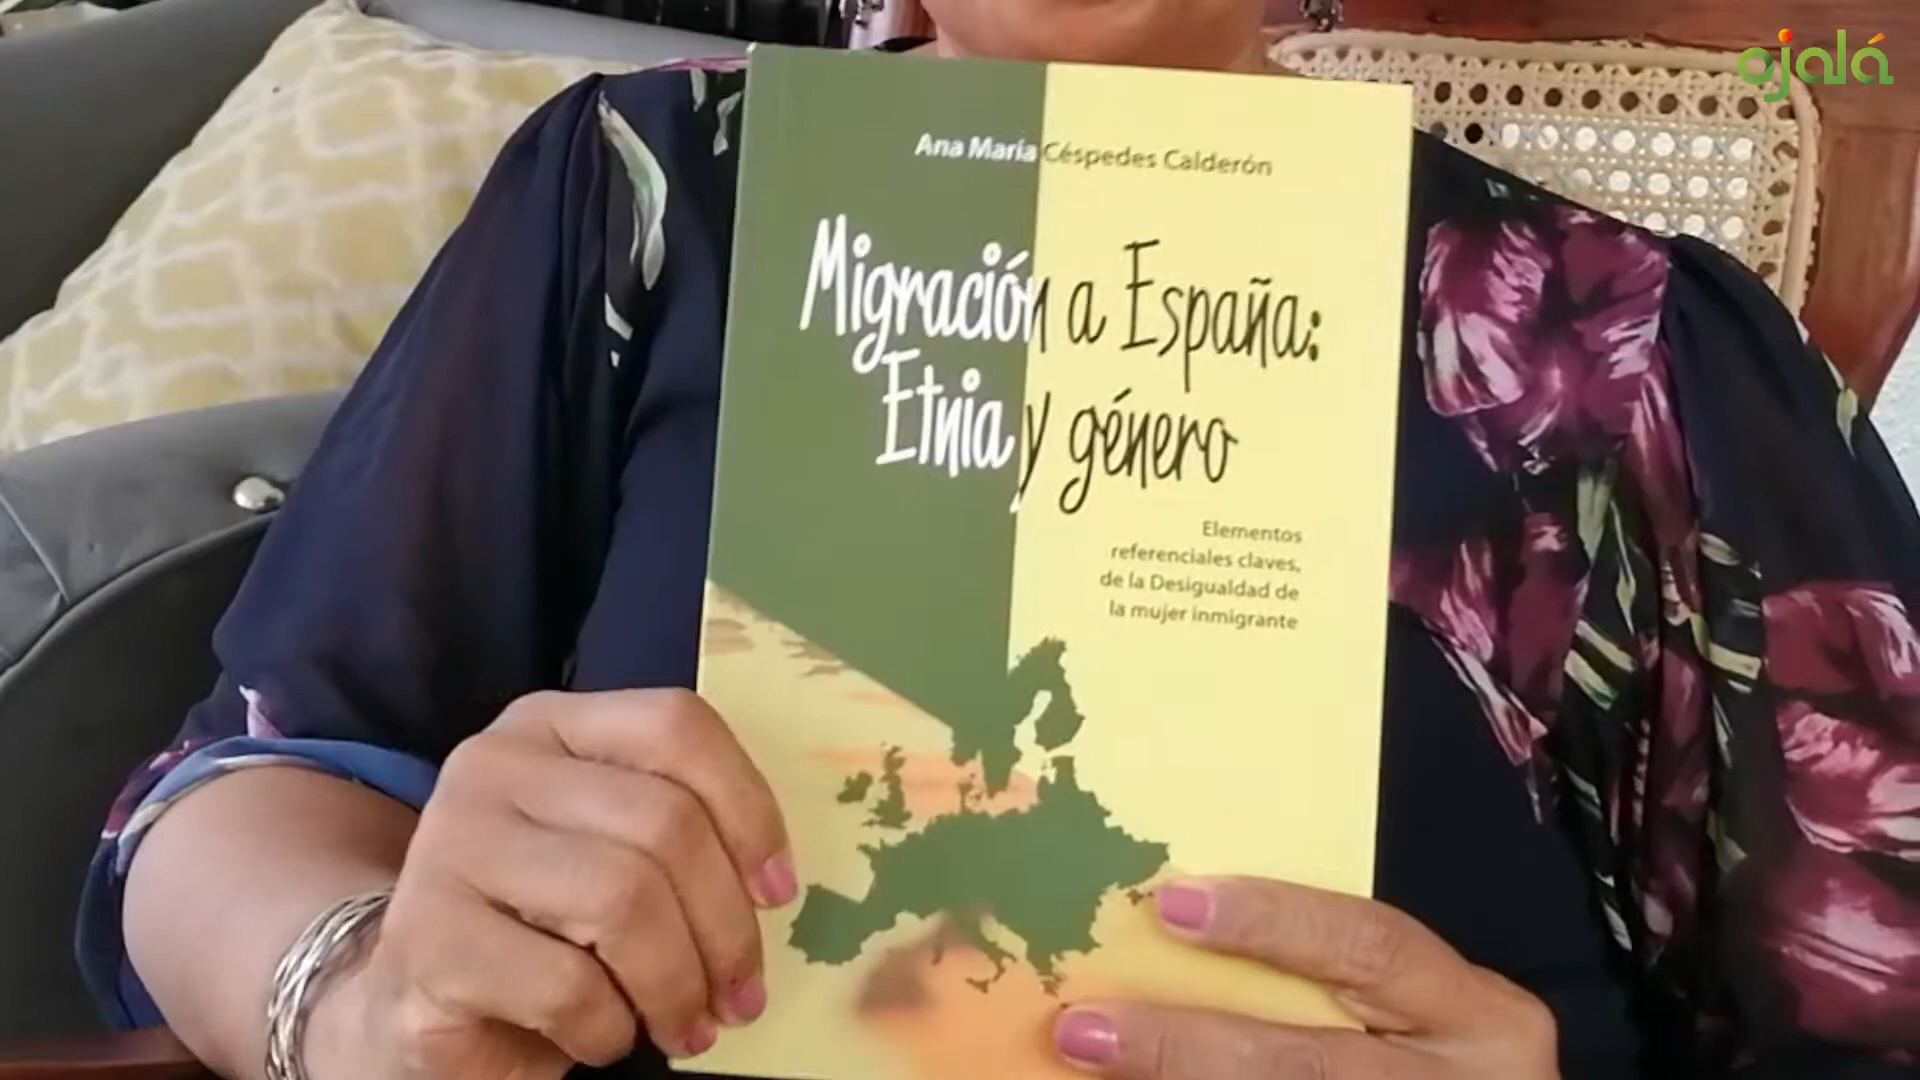 ojalá
Ana María Céspedes Calderón
Migración a España:
Etnia y género
Elementos
referenciales claves,
de la Desigualdad de
la mujer inmigrante